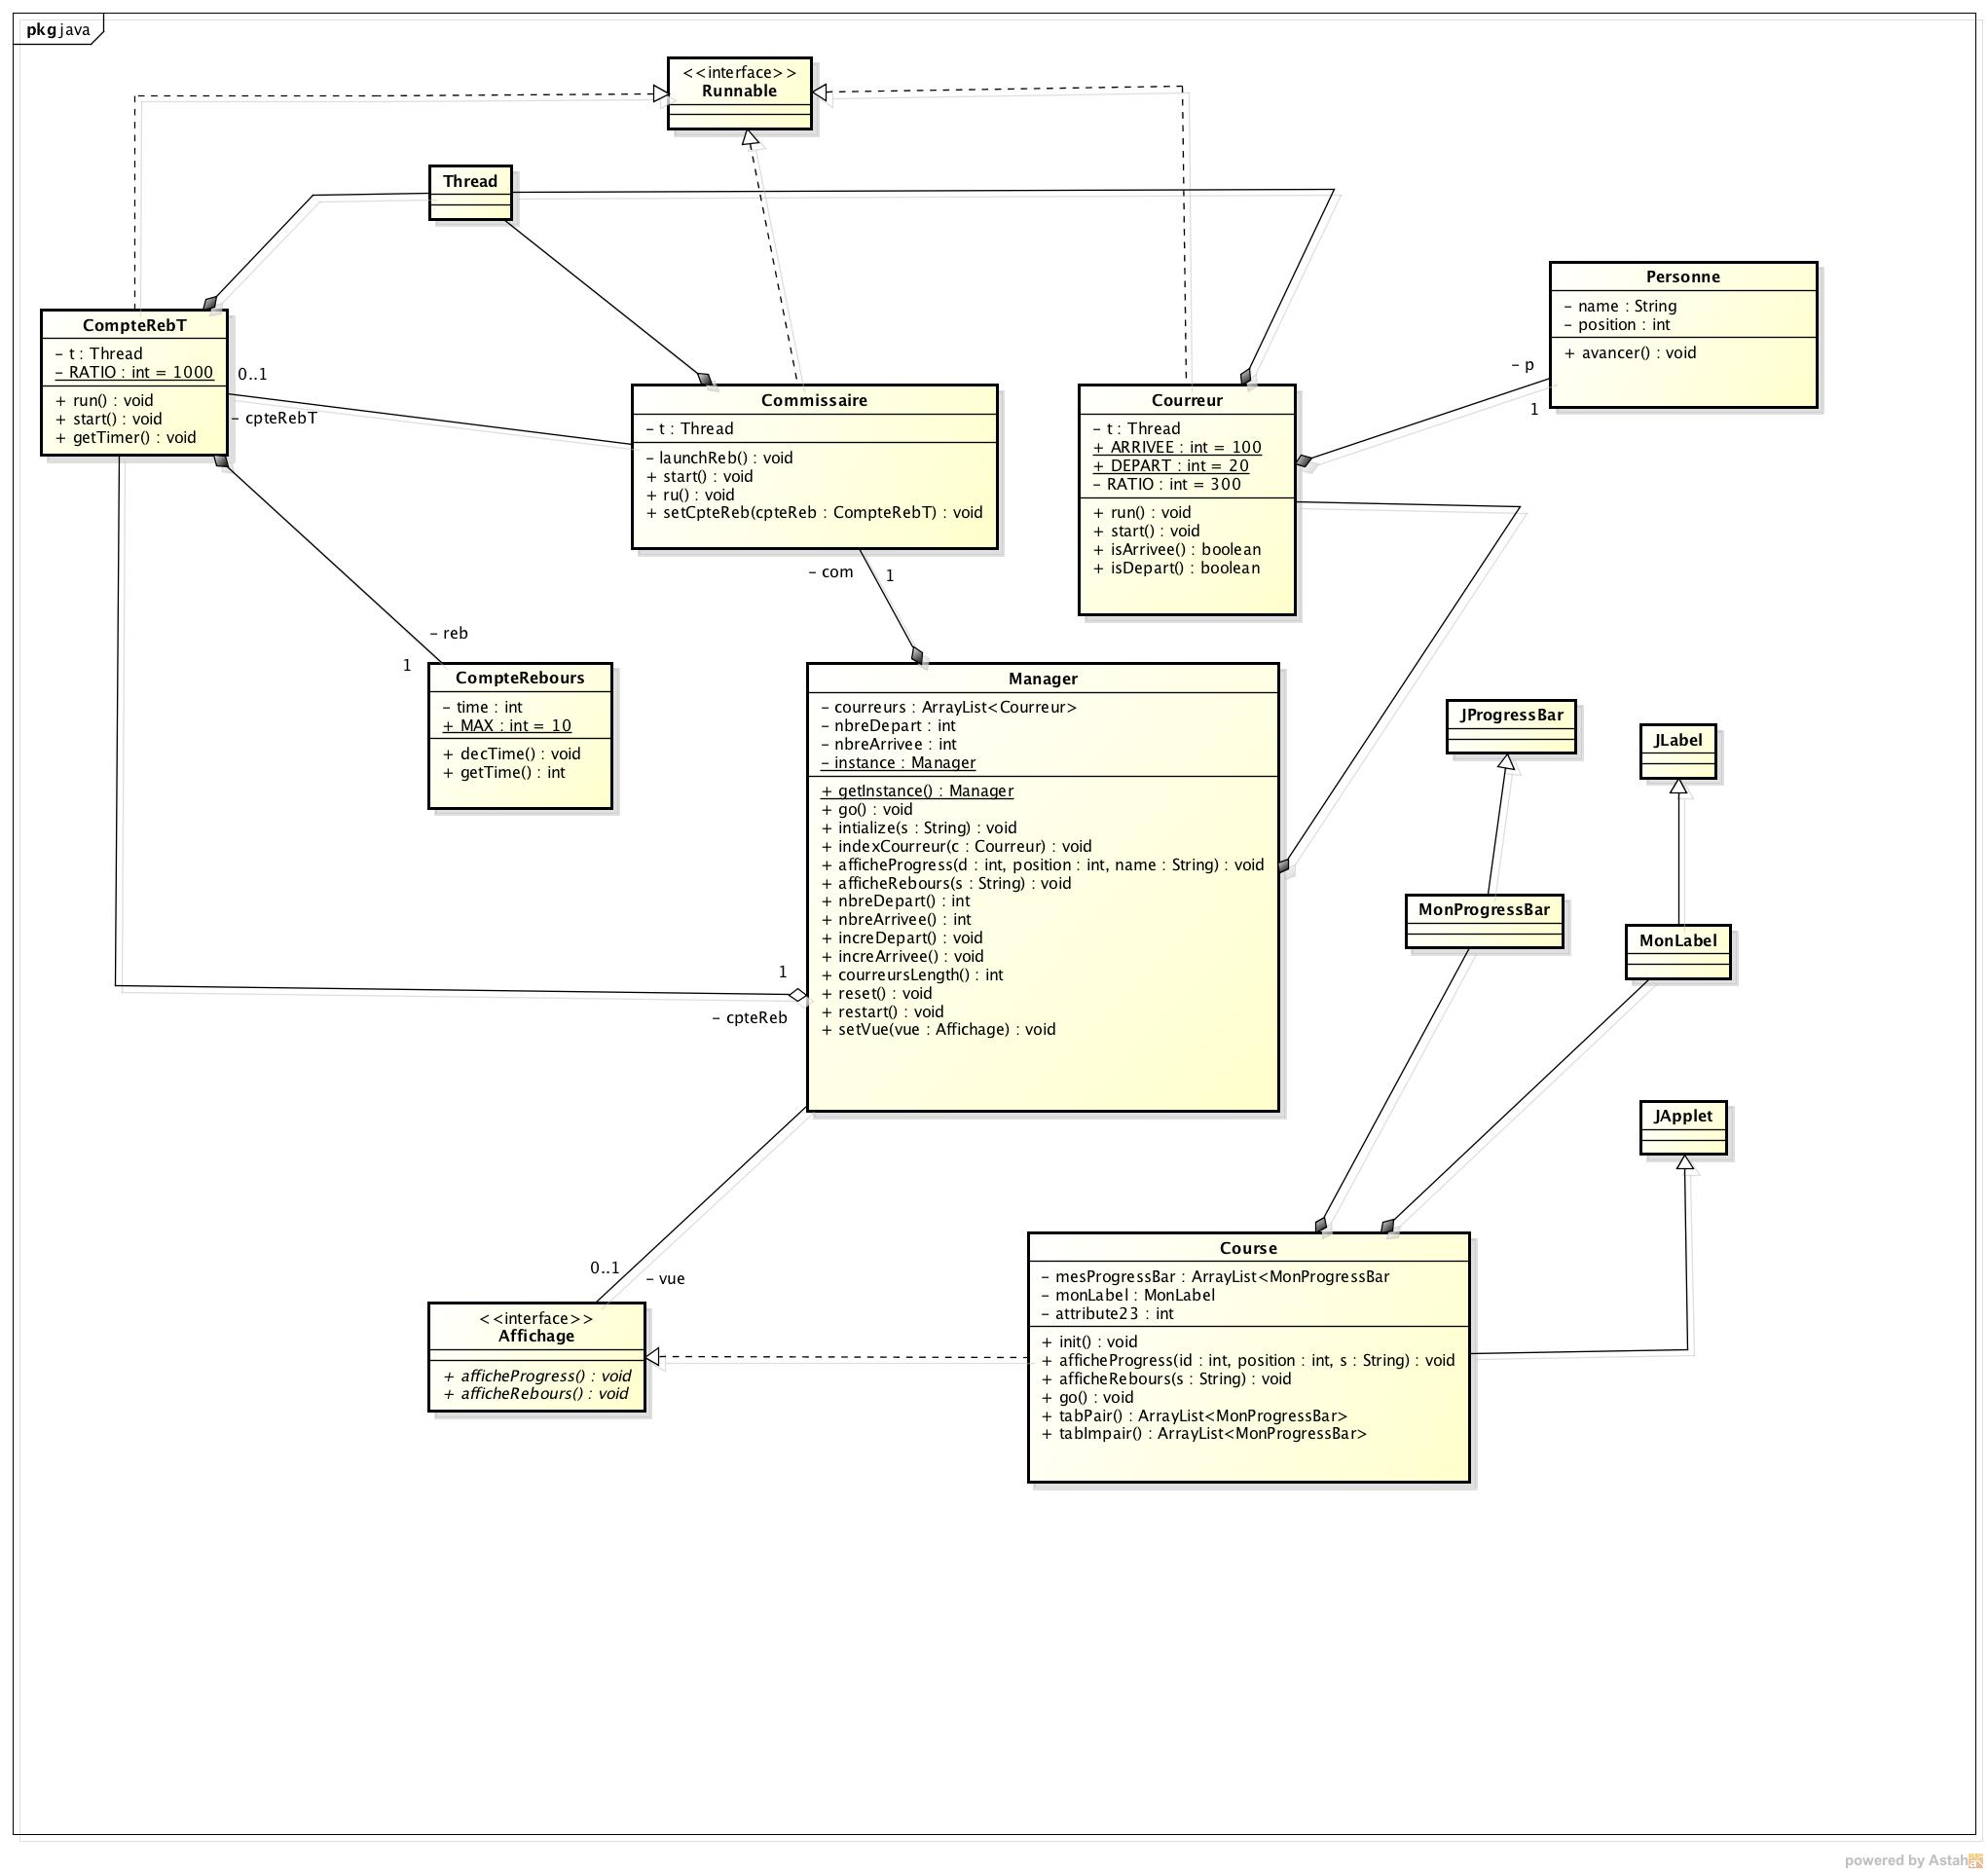 pkg java
<<interface>>
Runnable
Thread
CompteRebT
- t : Thread
- RATIO : int = 1000
+ run() : void
+ start() : void
+ getTimer() : void
0..1
- cpteRebT
Commissaire
- t : Thread
- launchReb() : void
+ start() : void
+ ru() : void
+ setCpteReb(cpteReb : CompteRebT) : void
Courreur
- t : Thread
+ ARRIVEE : int = 100
+ DEPART : int = 20
- RATIO : int = 300
+ run() : void
+ start() : void
+ isArrivee() : boolean
+ isDepart() : boolean
Personne
- name : String
- position : int
+ avancer() : void
- p
1
- com
1
- reb
1
CompteRebours
- time : int
+ MAX : int = 10
+ decTime() : void
+ getTime() : int
Manager
- courreurs : ArrayList<Courreur>
- nbreDepart : int
- nbreArrivee : int
- instance : Manager
+ getInstance() : Manager
+ go() : void
+ intialize(s : String) : void
+ indexCourreur(c : Courreur) : void
+ afficheProgress(d : int, position : int, name : String) : void
+ afficheRebours(s : String) : void
+ nbreDepart() : int
+ nbreArrivee() : int
+ increDepart() : void
+ increArrivee() : void
+ courreursLength() : int
+ reset() : void
+ restart() : void
+ setVue(vue : Affichage) : void
1
- cpteReb
JProgressBar
JLabel
MonProgressBar
MonLabel
JApplet
0..1
- vue
<<interface>>
Affichage
+ afficheProgress() : void
+ afficheRebours() : void
Course
- mesProgressBar : ArrayList<MonProgressBar
- monLabel : MonLabel
- attribute23 : int
+ init() : void
+ afficheProgress(id : int, position : int, s : String) : void
+ afficheRebours(s : String) : void
+ go() : void
+ tabPair() : ArrayList<MonProgressBar>
+ tabImpair() : ArrayList<MonProgressBar>
powered by Astah